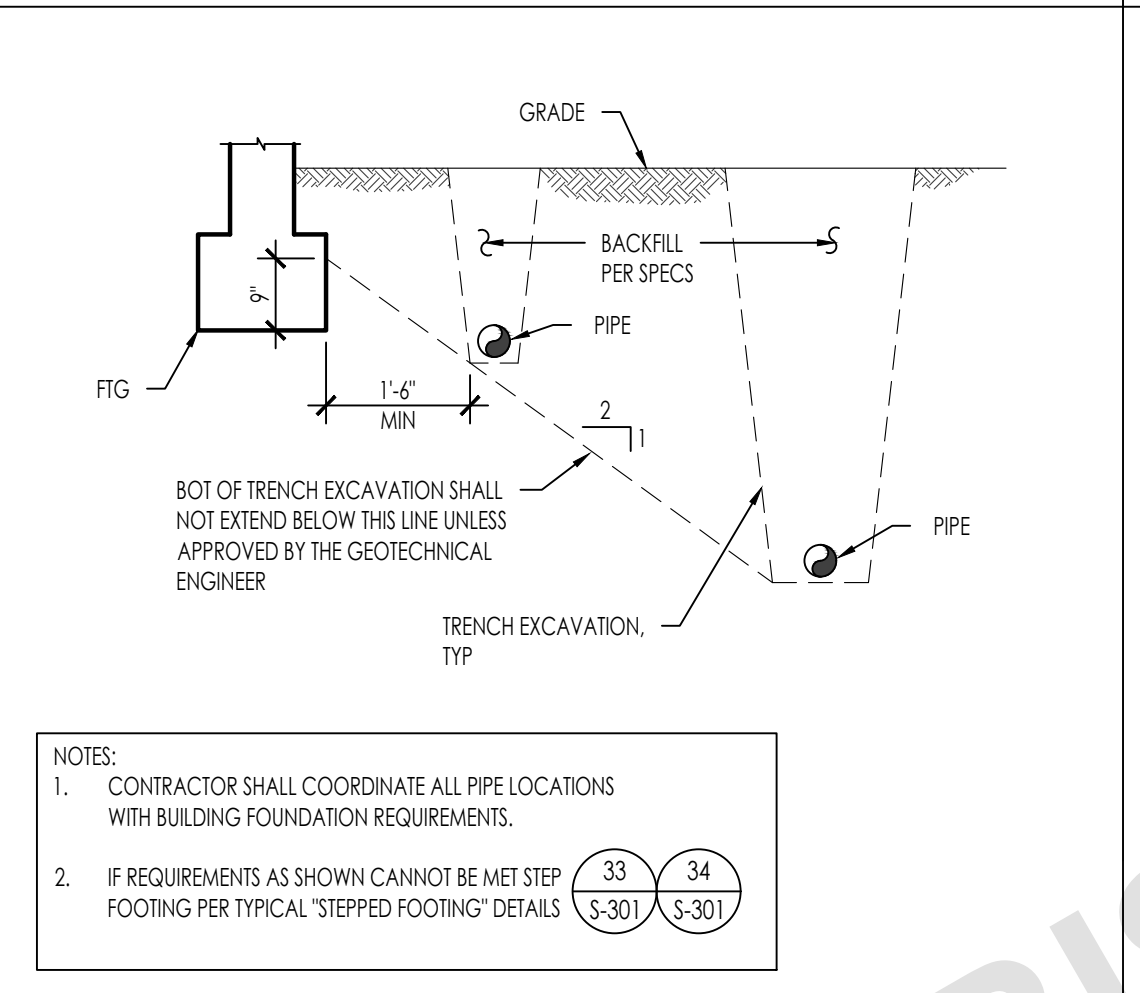 GRADE
BACKFILL
PER SPECS
9"
PIPE
FTG
1'-6"
MIN
2
1
BOT OF TRENCH EXCAVATION SHALL
NOT EXTEND BELOW THIS LINE UNLESS
APPROVED BY THE GEOTECHNICAL
ENGINEER
PIPE
TRENCH EXCAVATION,
TYP
NOTES:
1. CONTRACTOR SHALL COORDINATE ALL PIPE LOCATIONS
WITH BUILDING FOUNDATION REQUIREMENTS.
2. IF REQUIREMENTS AS SHOWN CANNOT BE MET STEP
FOOTING PER TYPICAL "STEPPED FOOTING" DETAILS
33
S-301
34
S-301